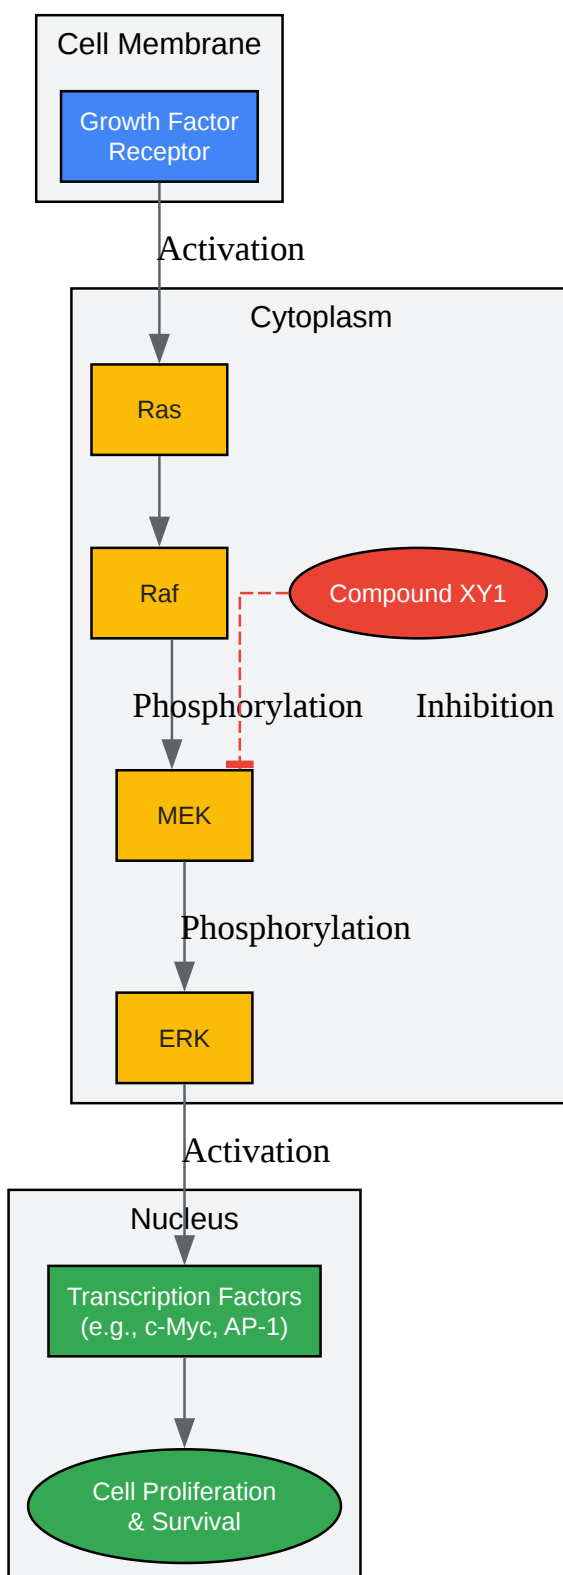 Cell Membrane
Growth Factor
Receptor
Activation
Cytoplasm
Ras
Raf
Compound XY1
Phosphorylation
Inhibition
MEK
Phosphorylation
ERK
Activation
Nucleus
Transcription Factors
(e.g., c-Myc, AP-1)
Cell Proliferation
& Survival